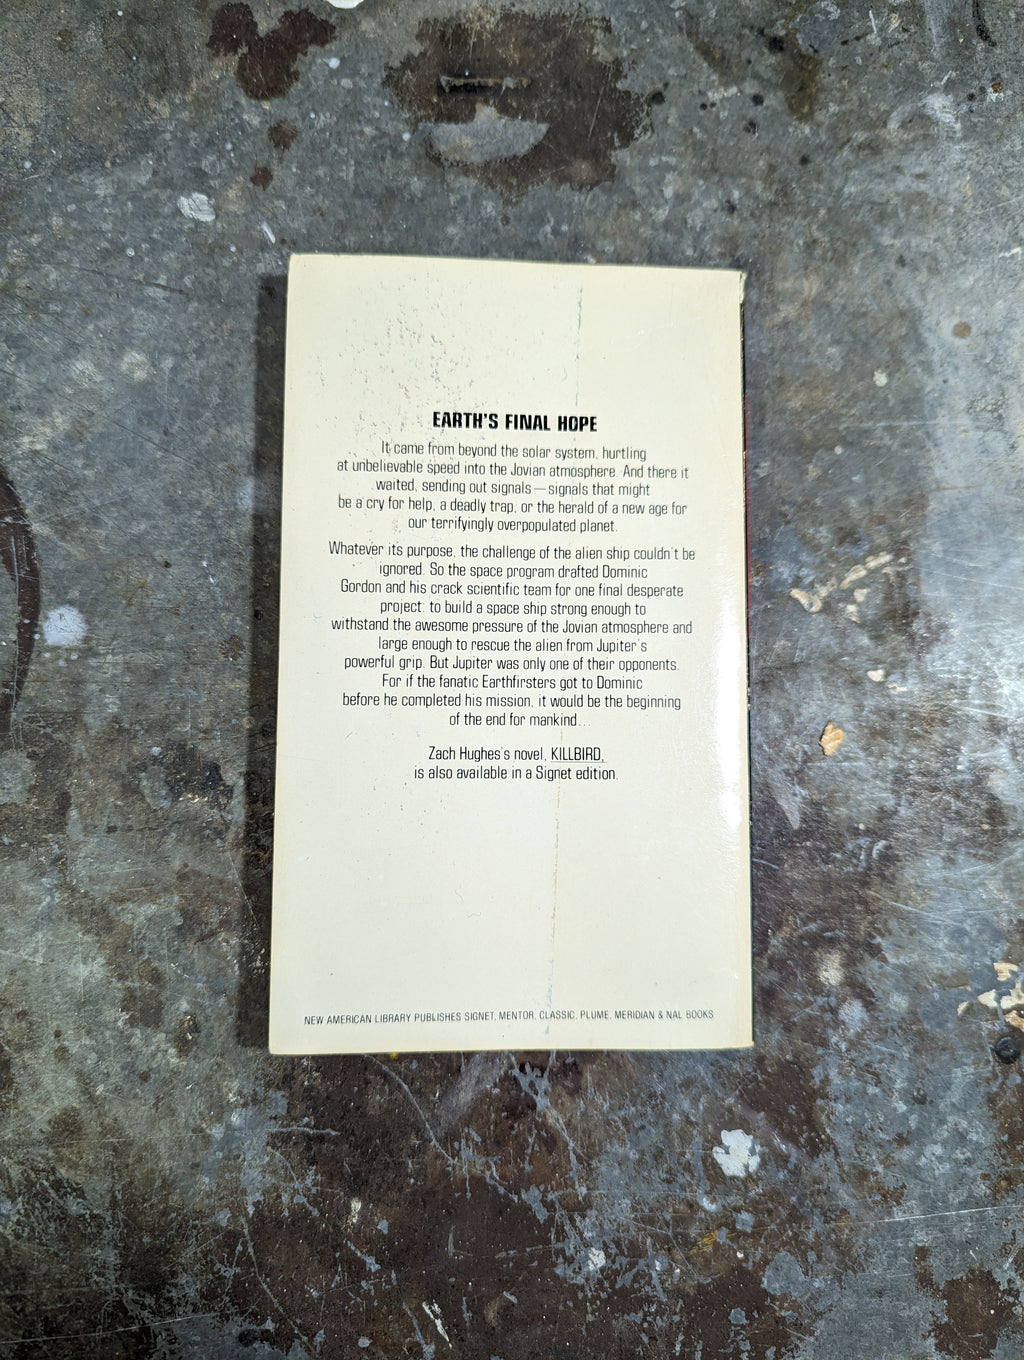 EARTH'S FINAL HOPE
It came from beyond the solar system, hurtling
at unbelievable speed into the Jovian atmosphere. And there it
waited, sending out signals—signals that might
be a cry for help, a deadly trap, or the herald of a new age for
our terrifyingly overpopulated planet.
Whatever its purpose, the challenge of the alien ship couldn't be
ignored. So the space program drafted Dominic
Gordon and his crack scientific team for one final desperate
project: to build a space ship strong enough to
withstand the awesome pressure of the Jovian atmosphere and
large enough to rescue the alien from Jupiter's
powerful grip. But Jupiter was only one of their opponents.
For if the fanatic Earthfirsters got to Dominic
before he completed his mission, it would be the beginning
of the end for mankind...
Zach Hughes's novel, KILLBIRD,
is also available in a Signet edition.
NEW AMERICAN LIBRARY PUBLISHES SIGNET, MENTOR, CLASSIC, PLUME, MERIDIAN & NAL BOOKS